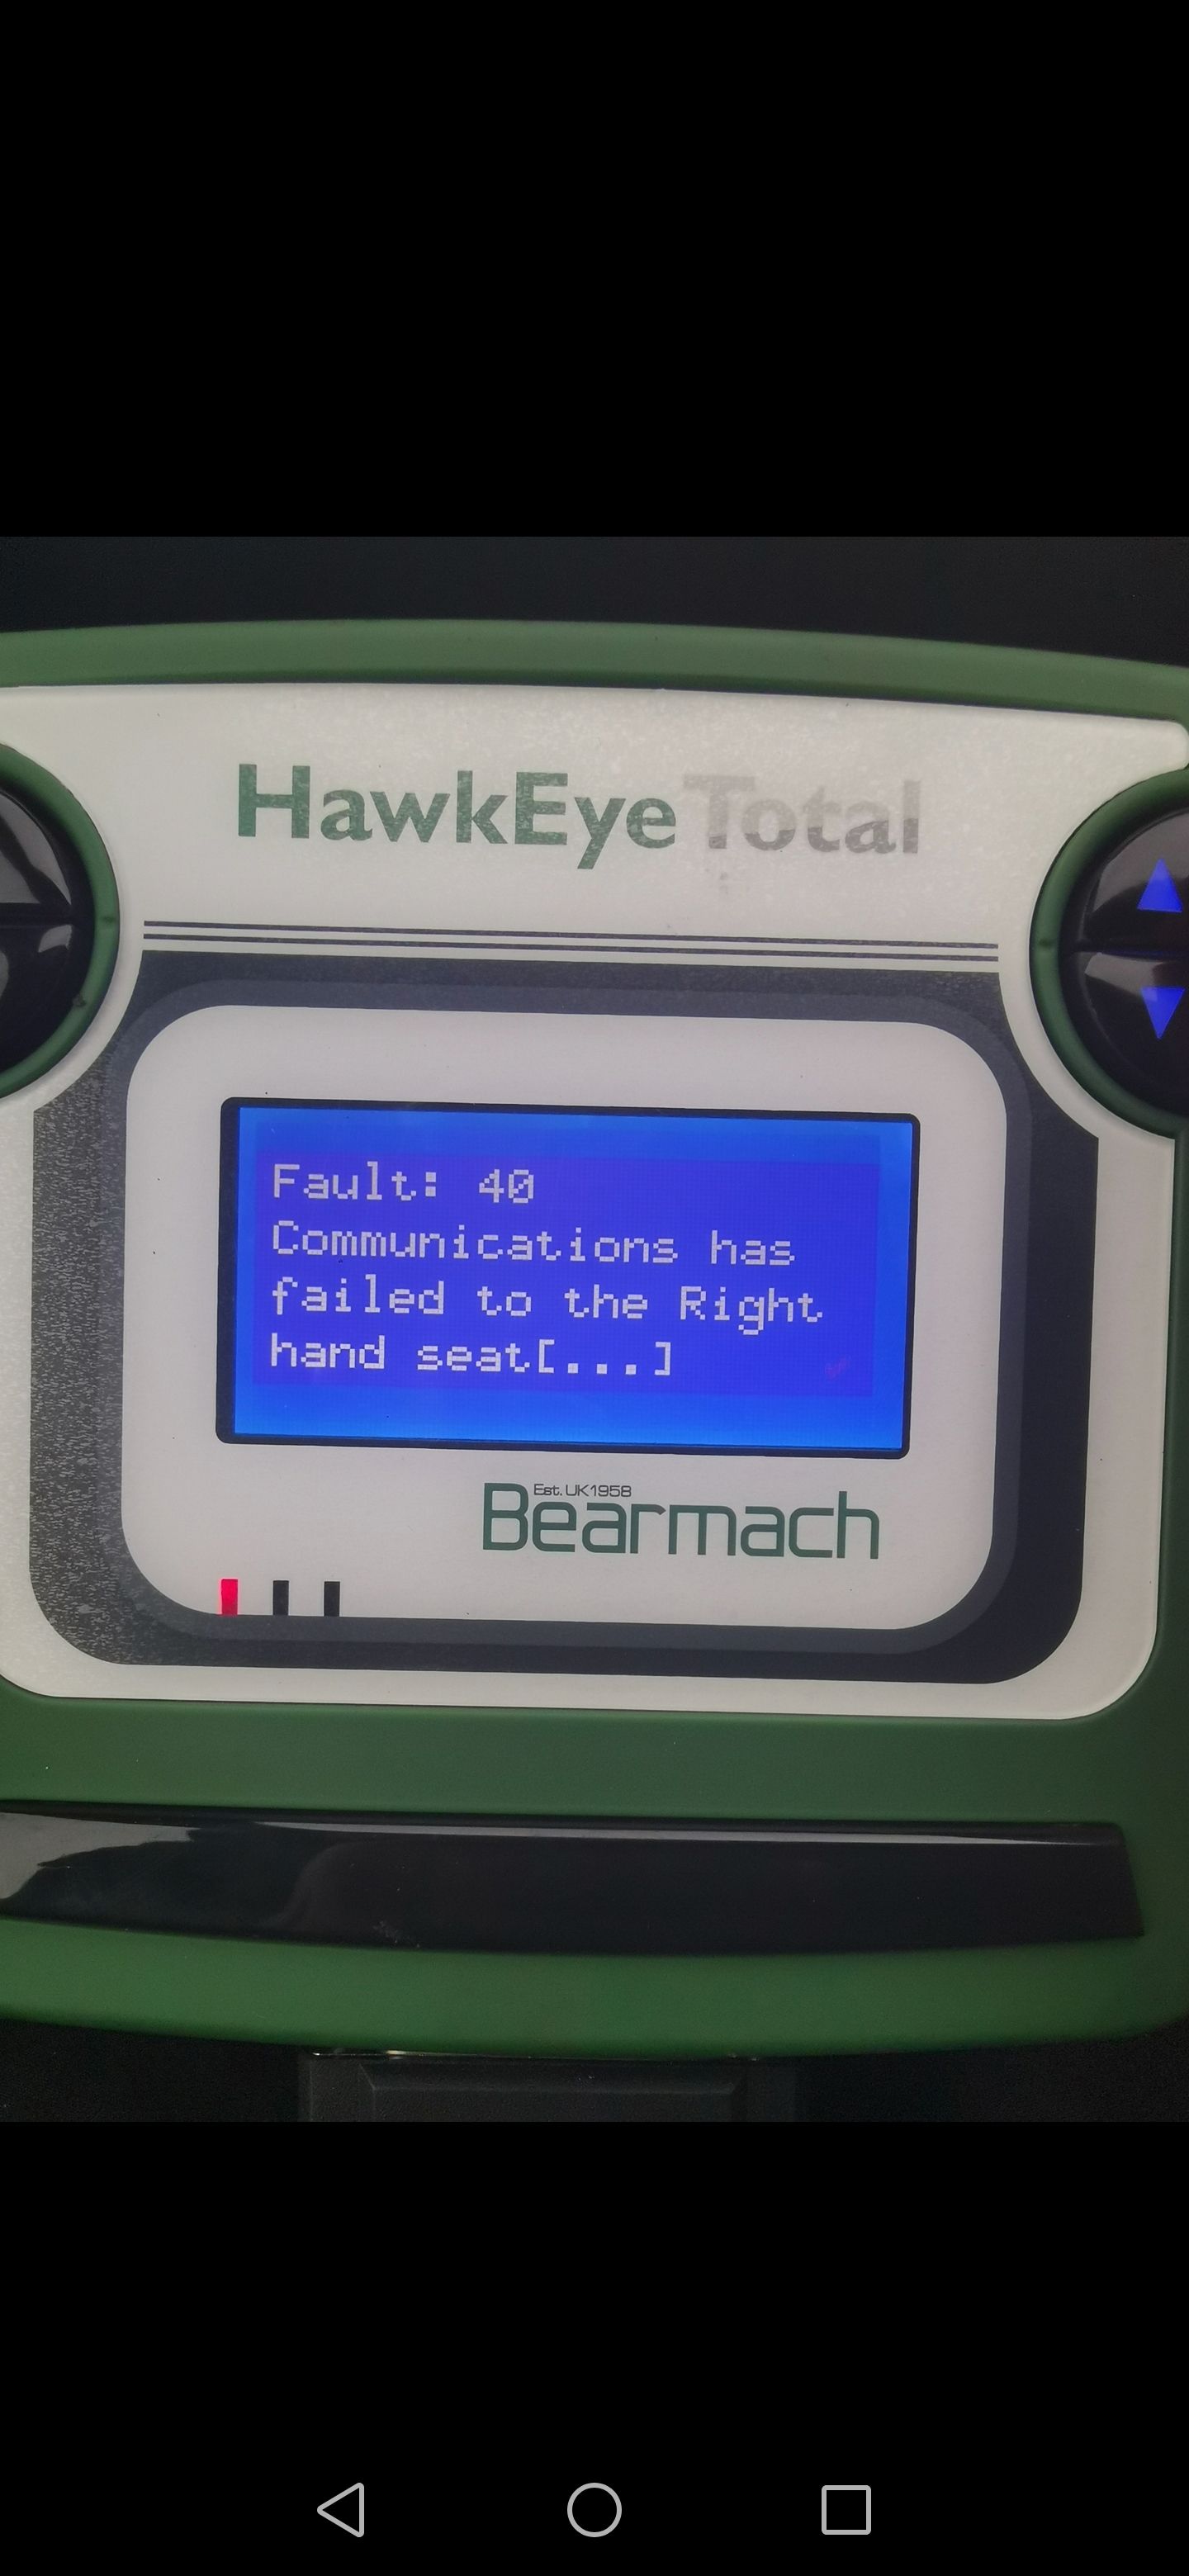 HawkEye Total
Fault: 40
Communications has
failed to the Right
hand seat[...]
Est. UK1958
Bearmach